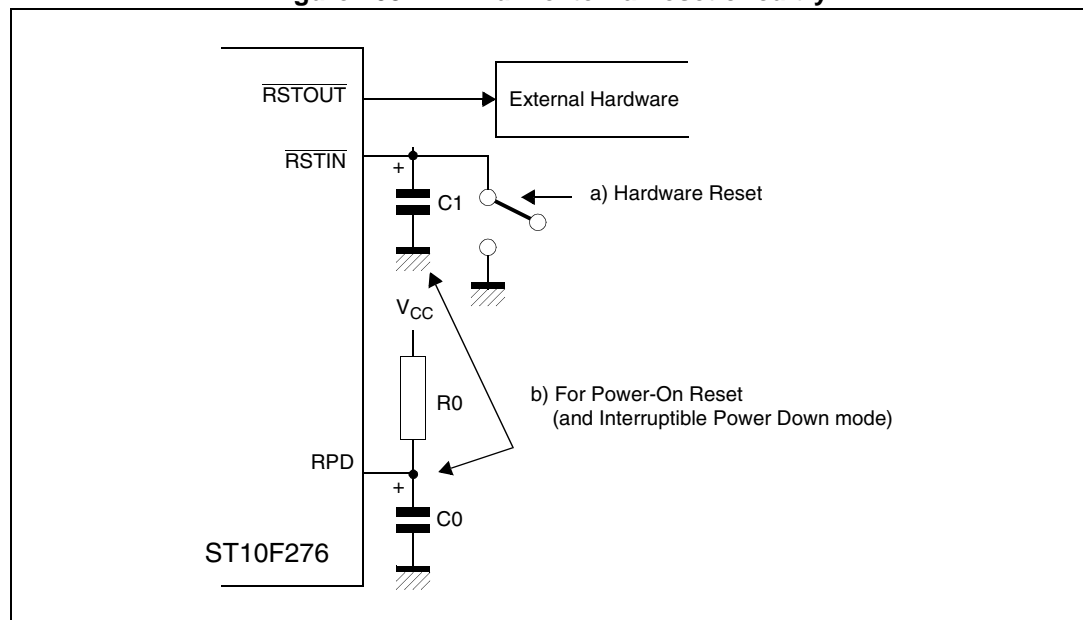 RSTOUT
External Hardware
RSTIN
+
C1
a) Hardware Reset
VCC
R0
b) For Power-On Reset
(and Interruptible Power Down mode)
RPD
+
C0
ST10F276